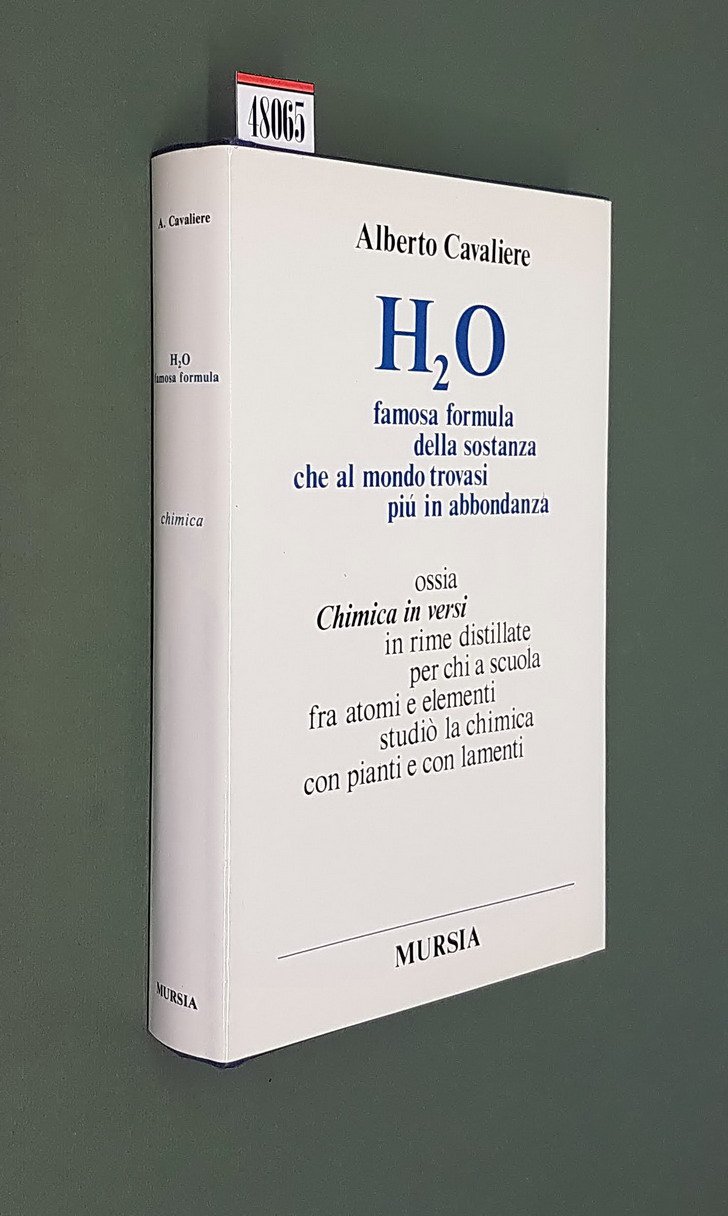 48065
A. Cavaliere
H₂O
famosa formula
chimica
MURSIA
Alberto Cavaliere
H₂O
famosa formula
della sostanza
che al mondo trovasi
piú in abbondanza
ossia
Chimica in versi
in rime distillate
per chi a scuola
fra atomi e elementi
studiò la chimica
con pianti e con lamenti
MURSIA